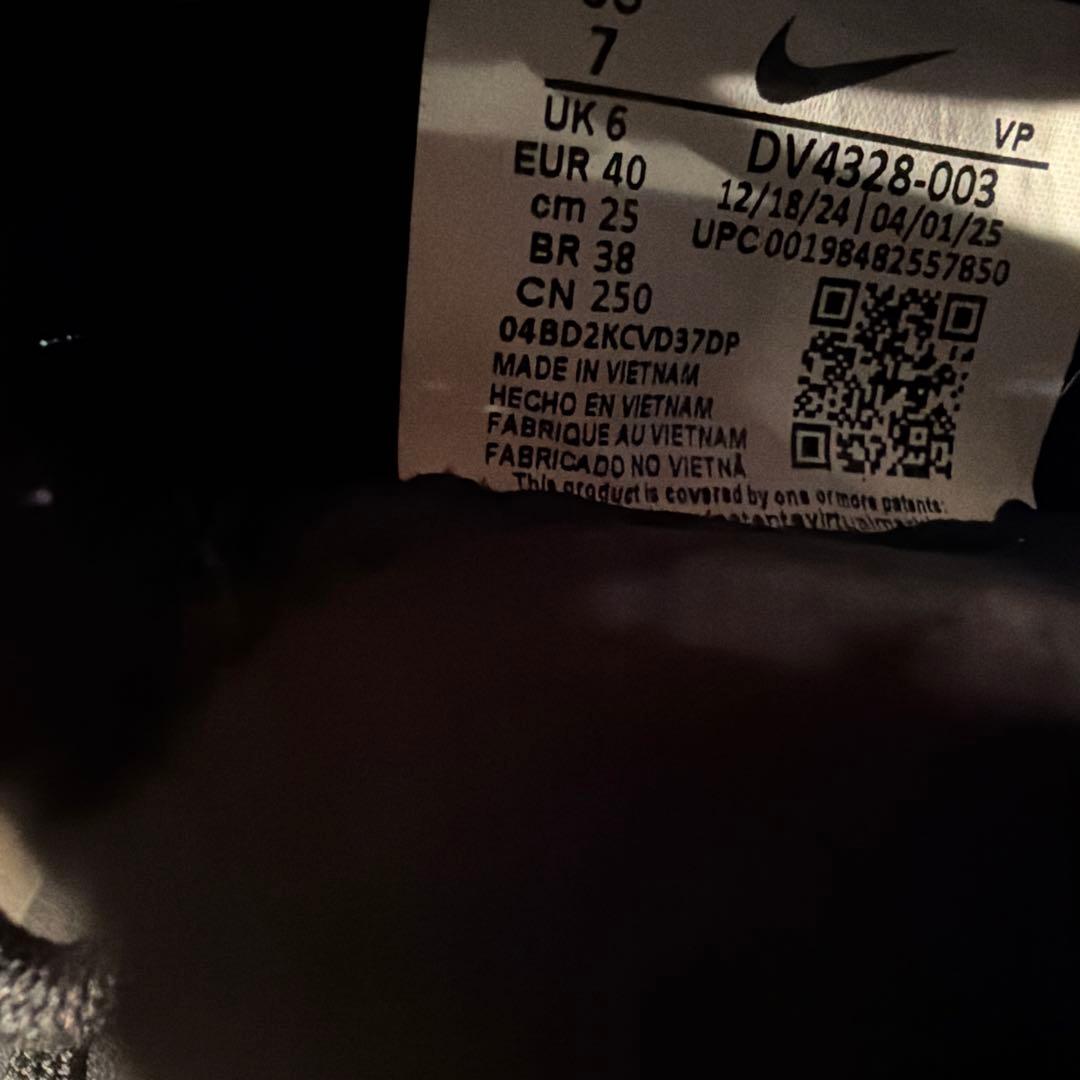 7
UK 6
EUR 40
cm 25
BR 38
CN 250
VP
DV4328-003
12/18/24 | 04/01/25
UPC 00198482557850
04BD2KCVD37DP
MADE IN VIETNAM
HECHO EN VIETNAM
FABRIQUE AU VIETNAM
FABRICADO NO VIETNÃ
This product is covered by one or more patents: